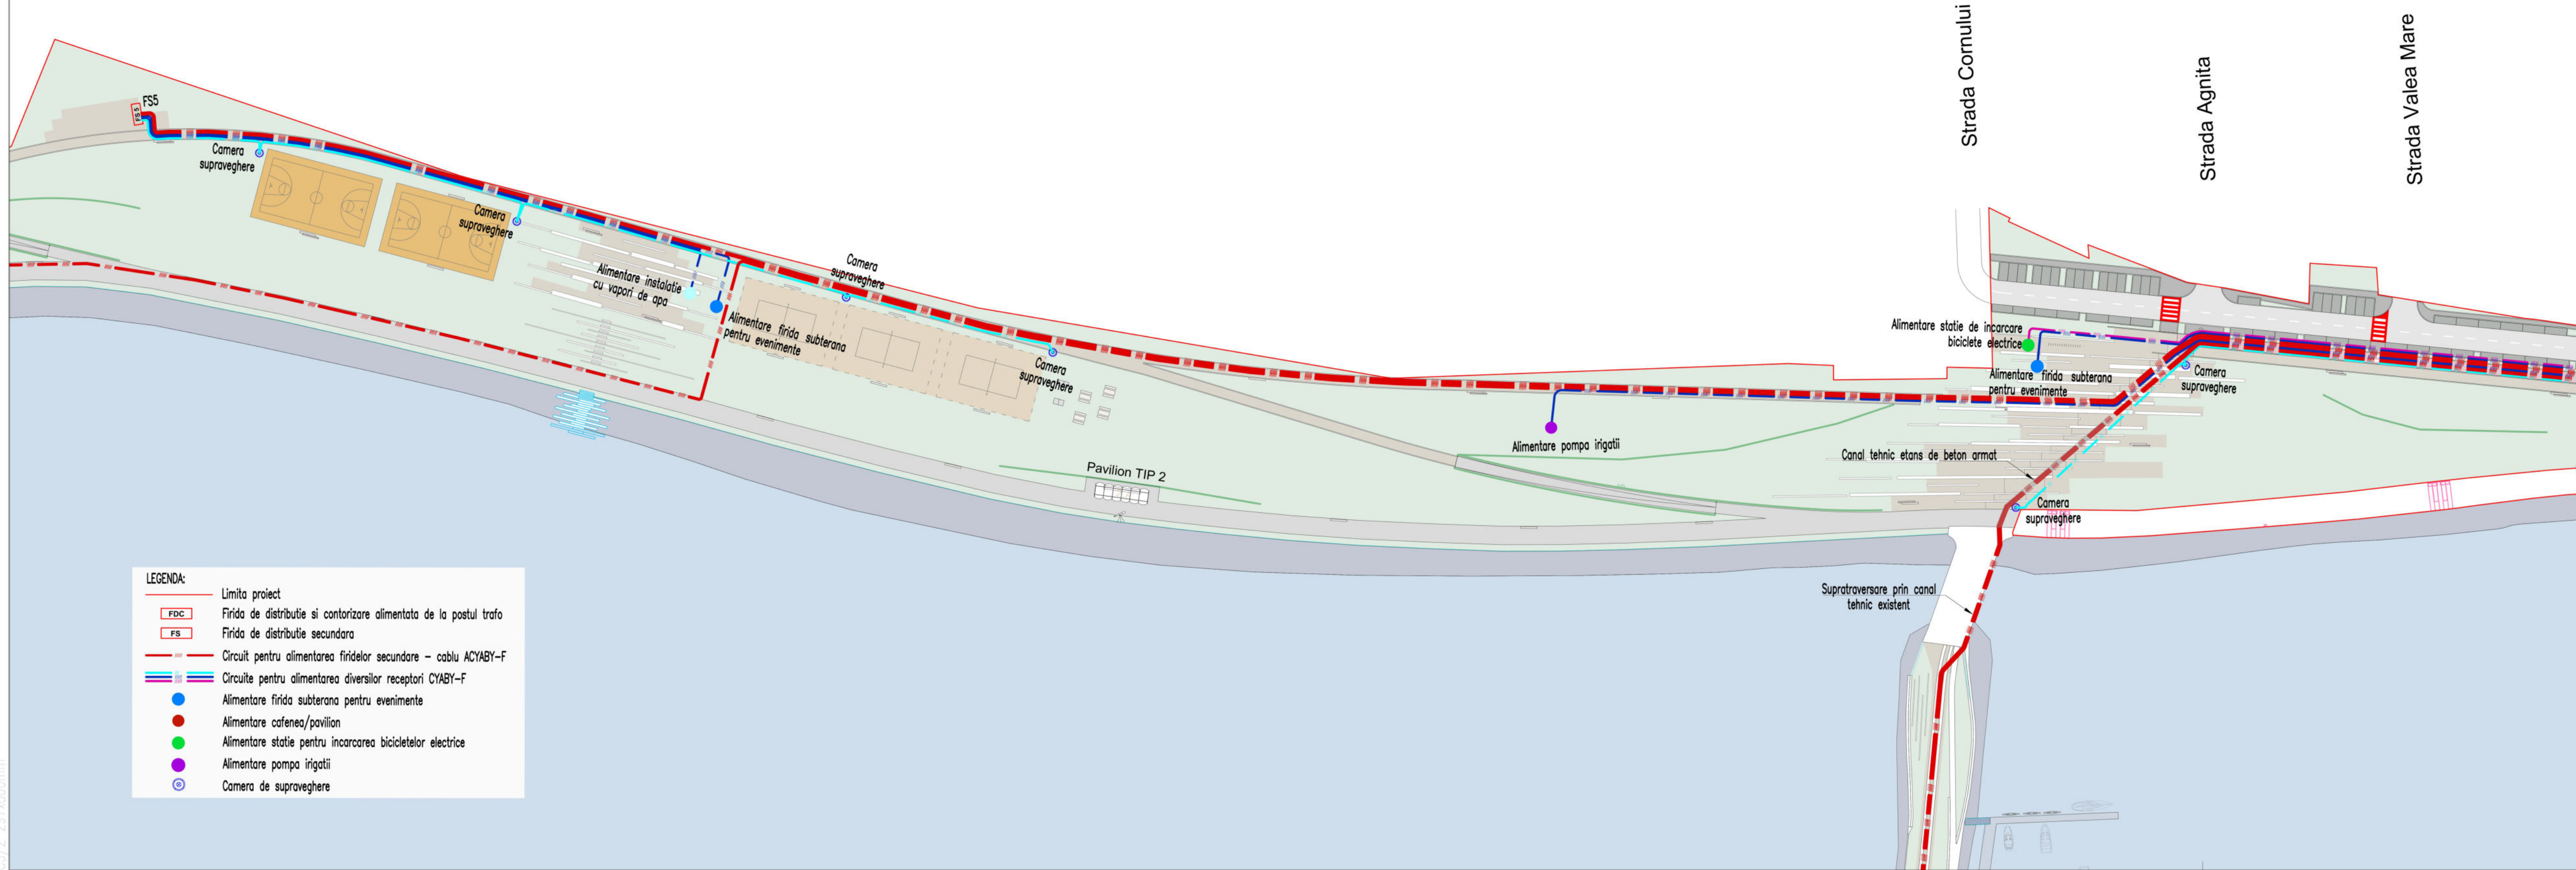 Strada Cornului
Strada Agnita
Strada Valea Mare
FS5
FS5
Camera
supraveghere
Camera
supraveghere
Camera
supraveghere
Alimentare instalatie
cu vapori de apa
Alimentare firida subterana
pentru evenimente
Camera
supraveghere
Alimentare statie de incarcare
biciclete electrice
Alimentare firida subterana
pentru evenimente
Camera
supraveghere
Alimentare pompa irigatii
Canal tehnic etans de beton armat
Pavilion TIP 2
Camera
supraveghere
Supratraversare prin canal
tehnic existent
LEGENDA:
Limita proiect
FDC Firida de distributie si contorizare alimentata de la postul trafo
FS Firida de distributie secundara
Circuit pentru alimentarea firidelor secundare - cablu ACYABY-F
Circuite pentru alimentarea diversilor receptori CYABY-F
Alimentare firida subterana pentru evenimente
Alimentare cafenea/pavilion
Alimentare statie pentru incarcarea bicicletelor electrice
Alimentare pompa irigatii
Camera de supraveghere